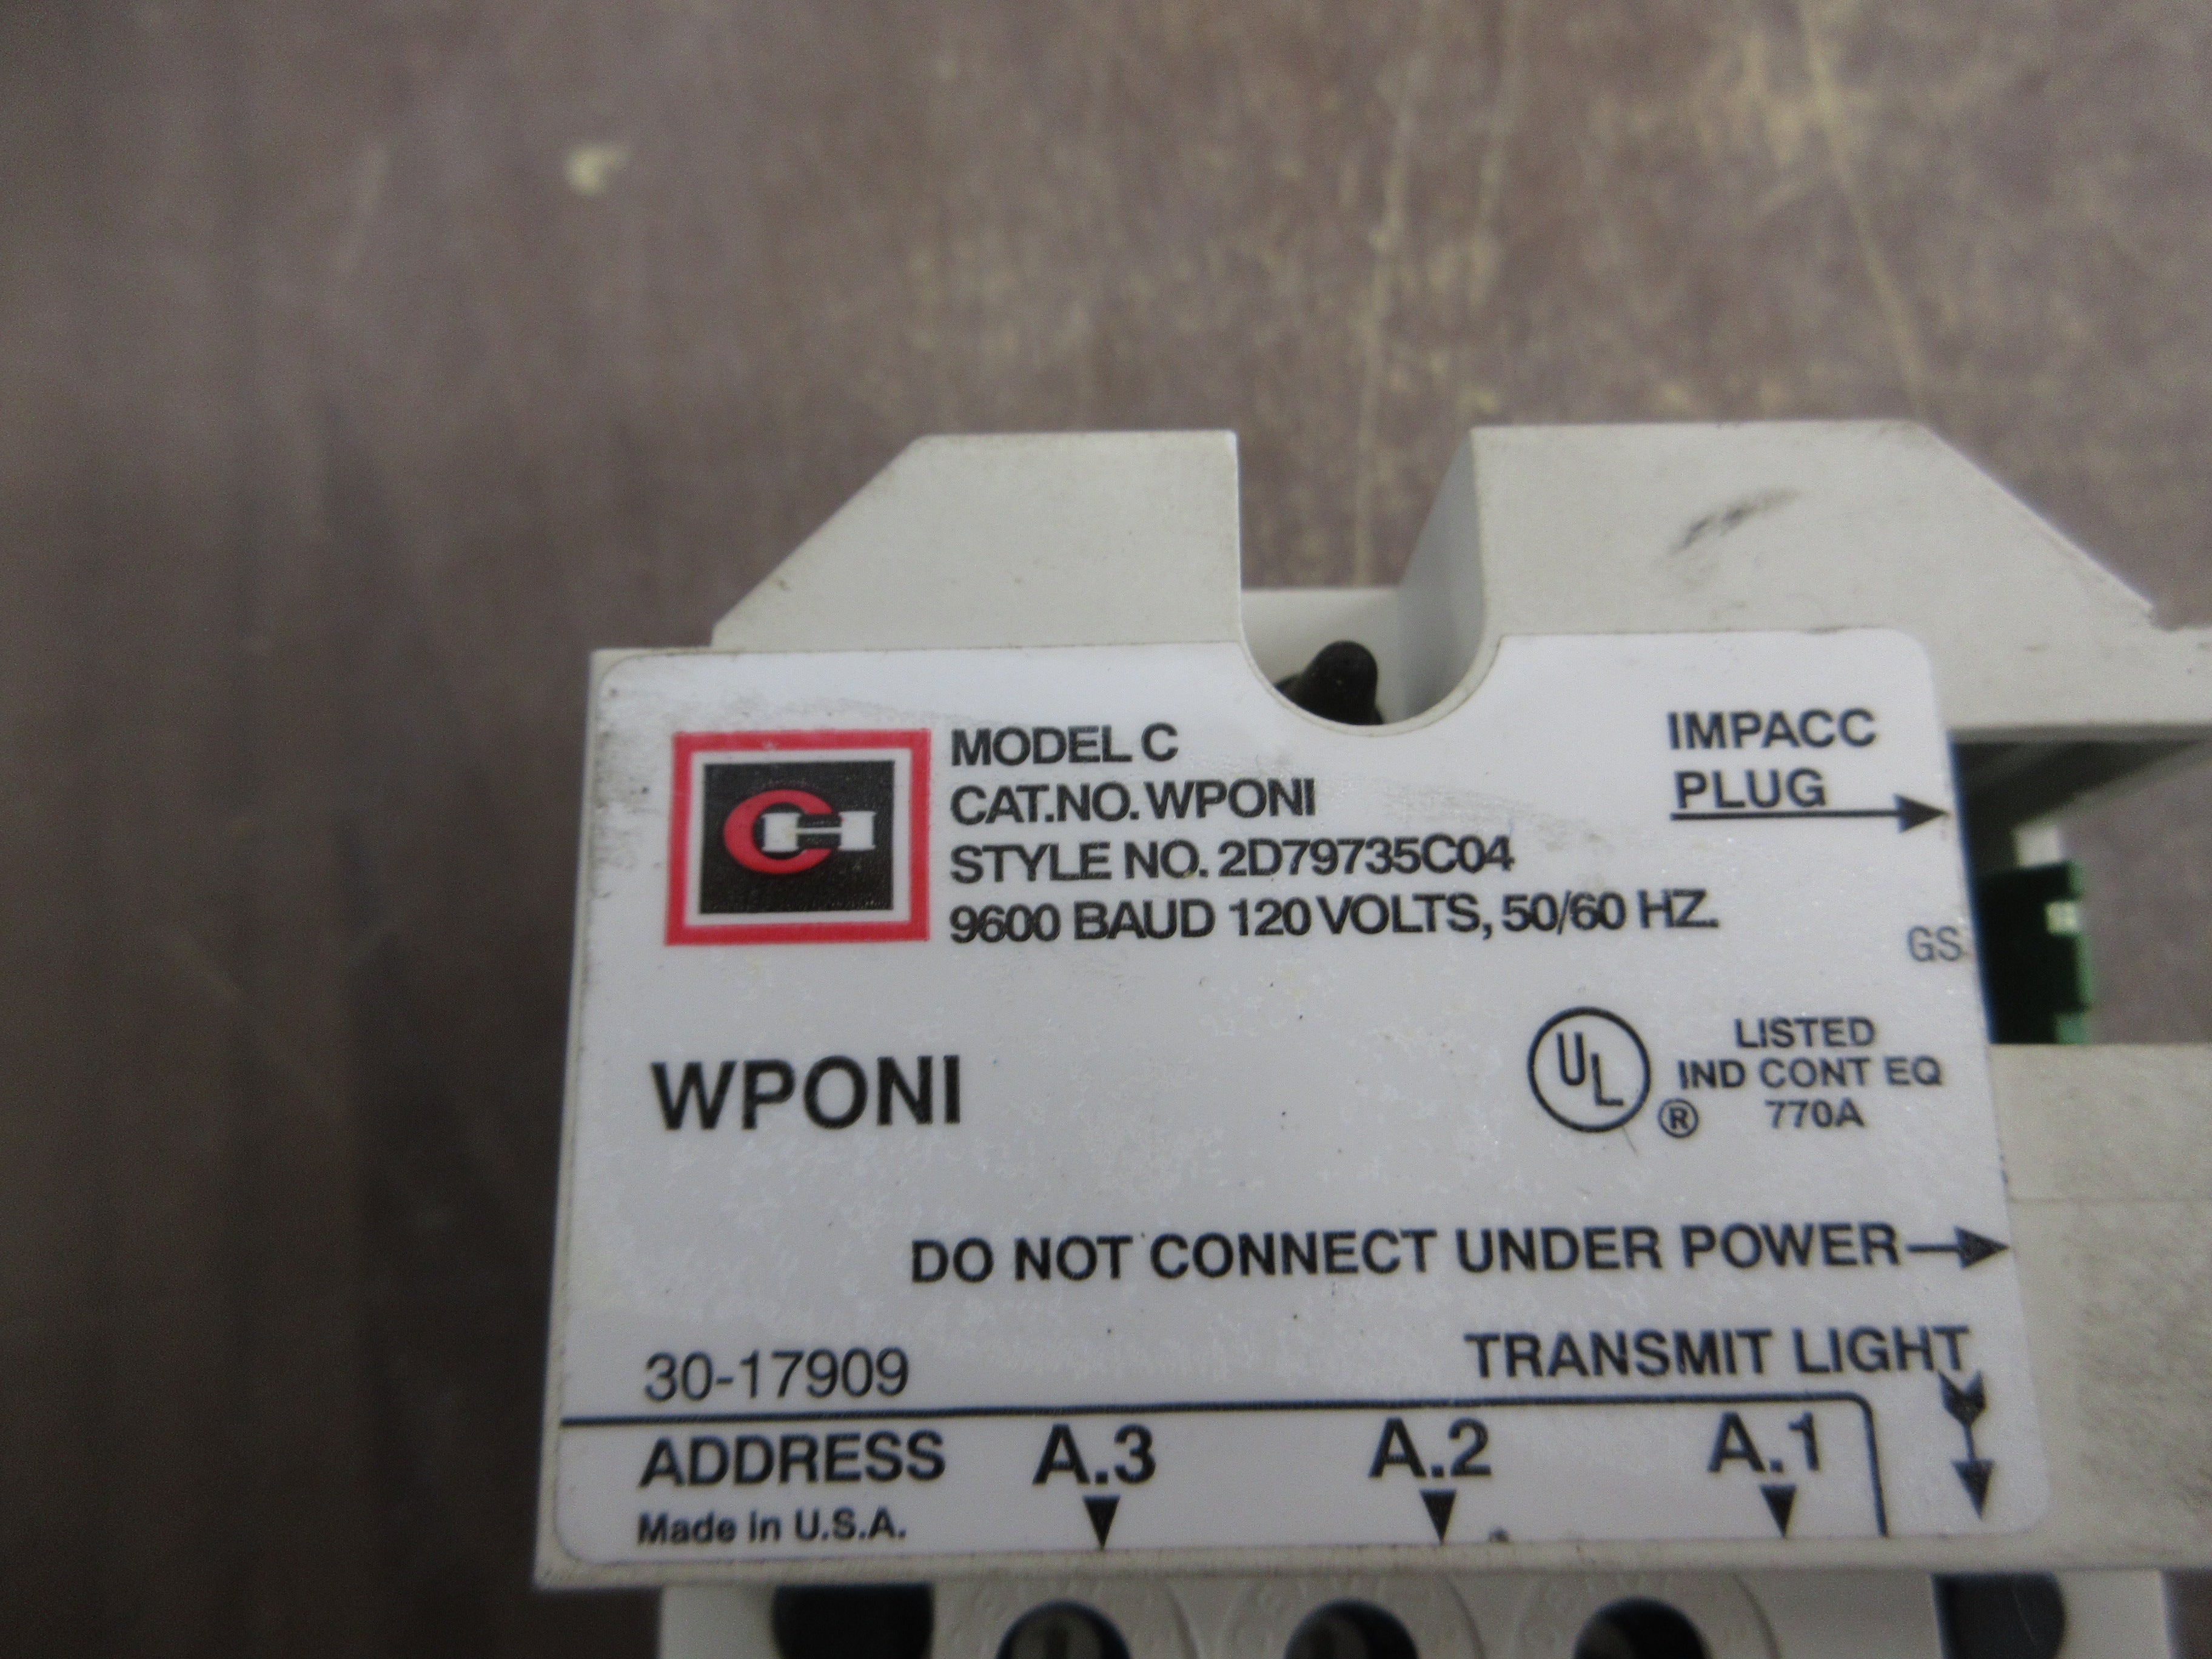 CH
MODEL C
CAT.NO. WPONI
STYLE NO. 2D79735C04
9600 BAUD 120 VOLTS, 50/60 HZ.
IMPACC
PLUG
GS
WPONI
UL
®
LISTED
IND CONT EQ
770A
DO NOT CONNECT UNDER POWER
30-17909
TRANSMIT LIGHT
ADDRESS A.3 A.2 A.1
Made in U.S.A.